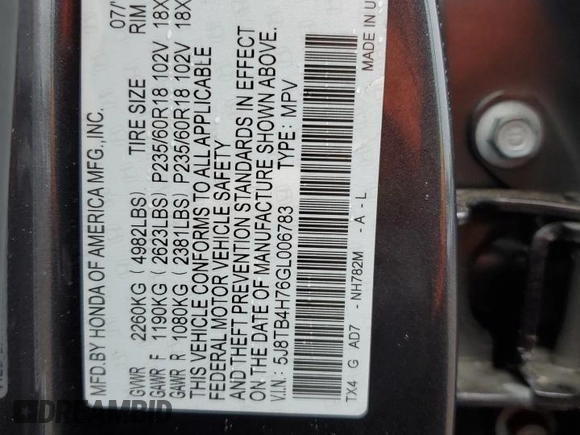 MFD.BY HONDA OF AMERICA MFG.,INC. 07/
GVWR 2260KG ( 4982LBS) TIRE SIZE RIM
GAWR F 1190KG ( 2623LBS) P235/60R18 102V 18X
GAWR R 1080KG ( 2381LBS) P235/60R18 102V 18X
THIS VEHICLE CONFORMS TO ALL APPLICABLE
FEDERAL MOTOR VEHICLE SAFETY
AND THEFT PREVENTION STANDARDS IN EFFECT
ON THE DATE OF MANUFACTURE SHOWN ABOVE.
V.I.N.: 5J8TB4H76GL006783 TYPE: MPV
TX4 G AD7 - NH782M - A - L MADE IN U
DREAMBID